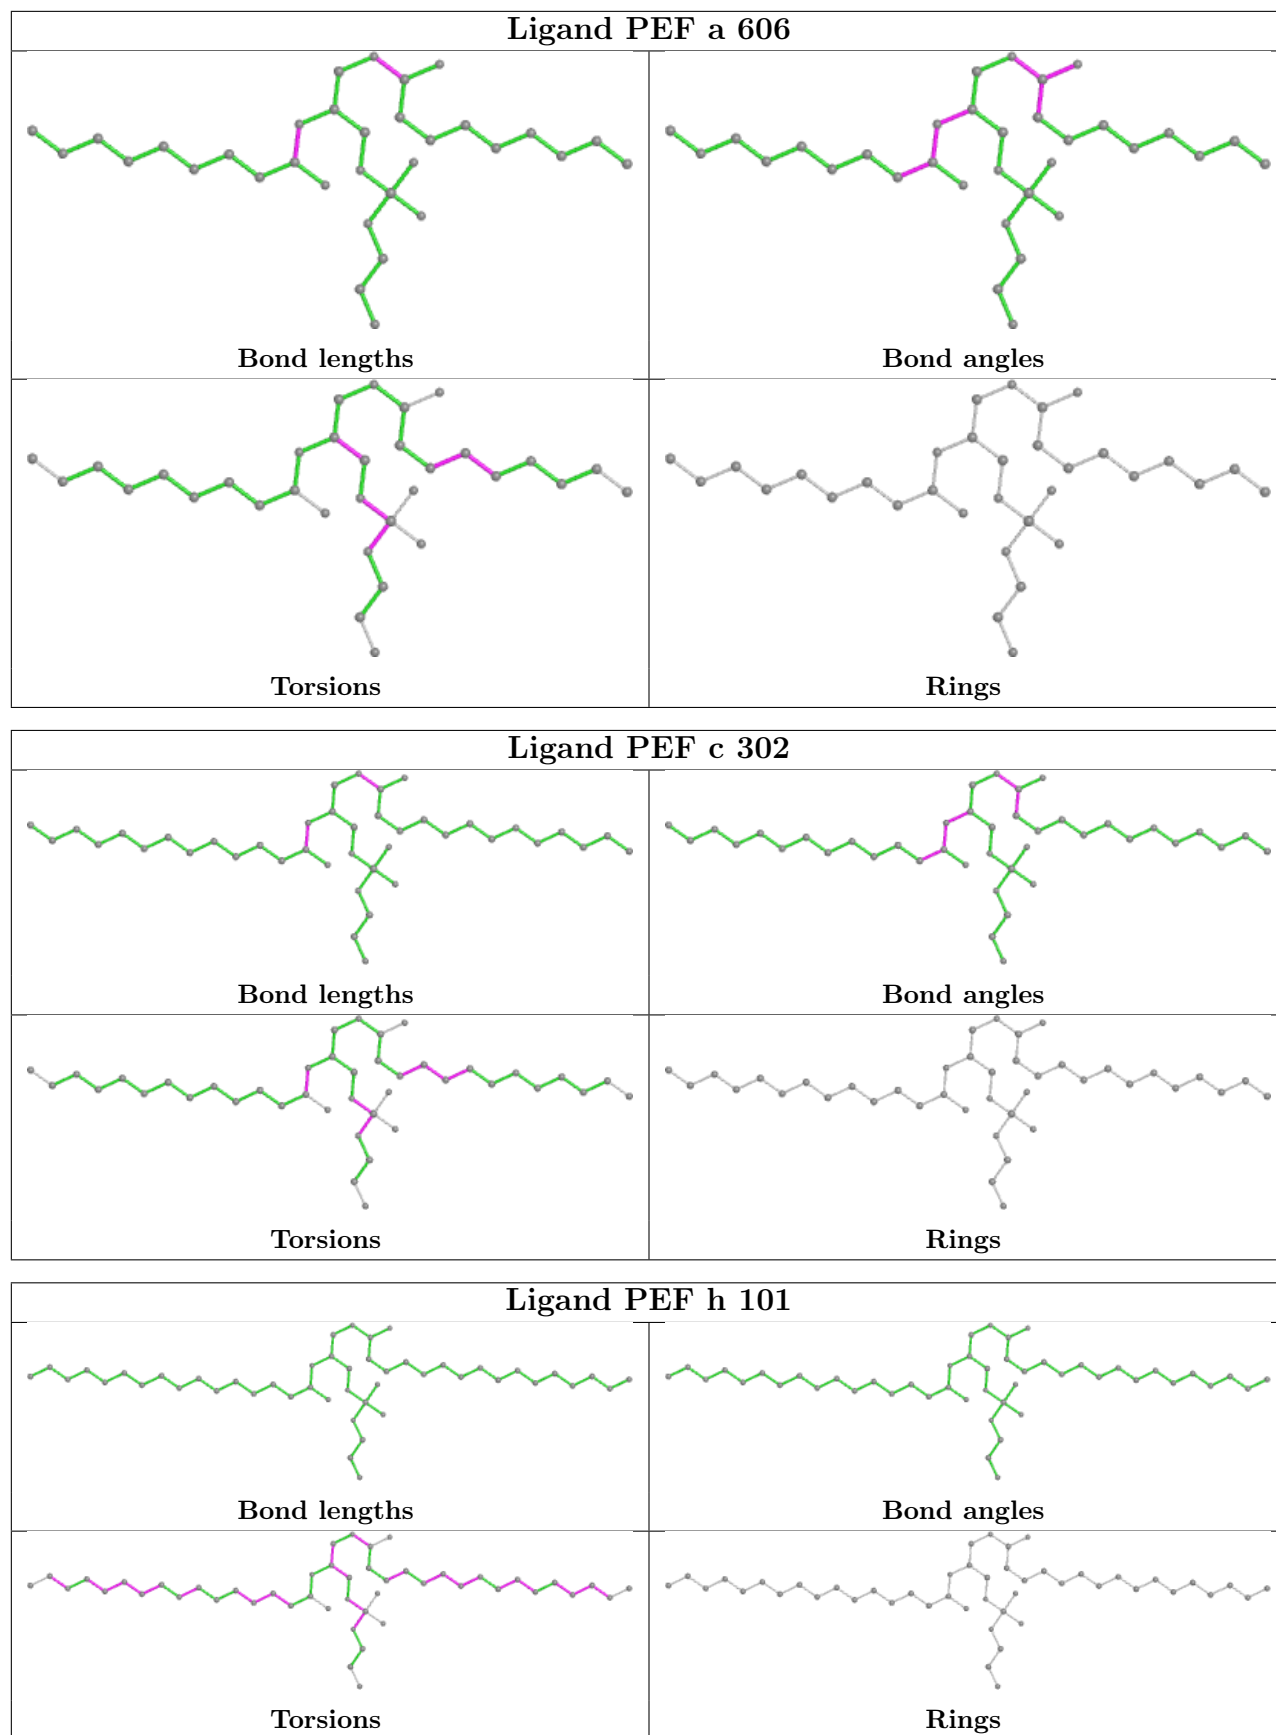 Ligand PEF a 606
Bond lengths
Bond angles
Torsions
Rings
Ligand PEF c 302
Bond lengths
Bond angles
Torsions
Rings
Ligand PEF h 101
Bond lengths
Bond angles
Torsions
Rings